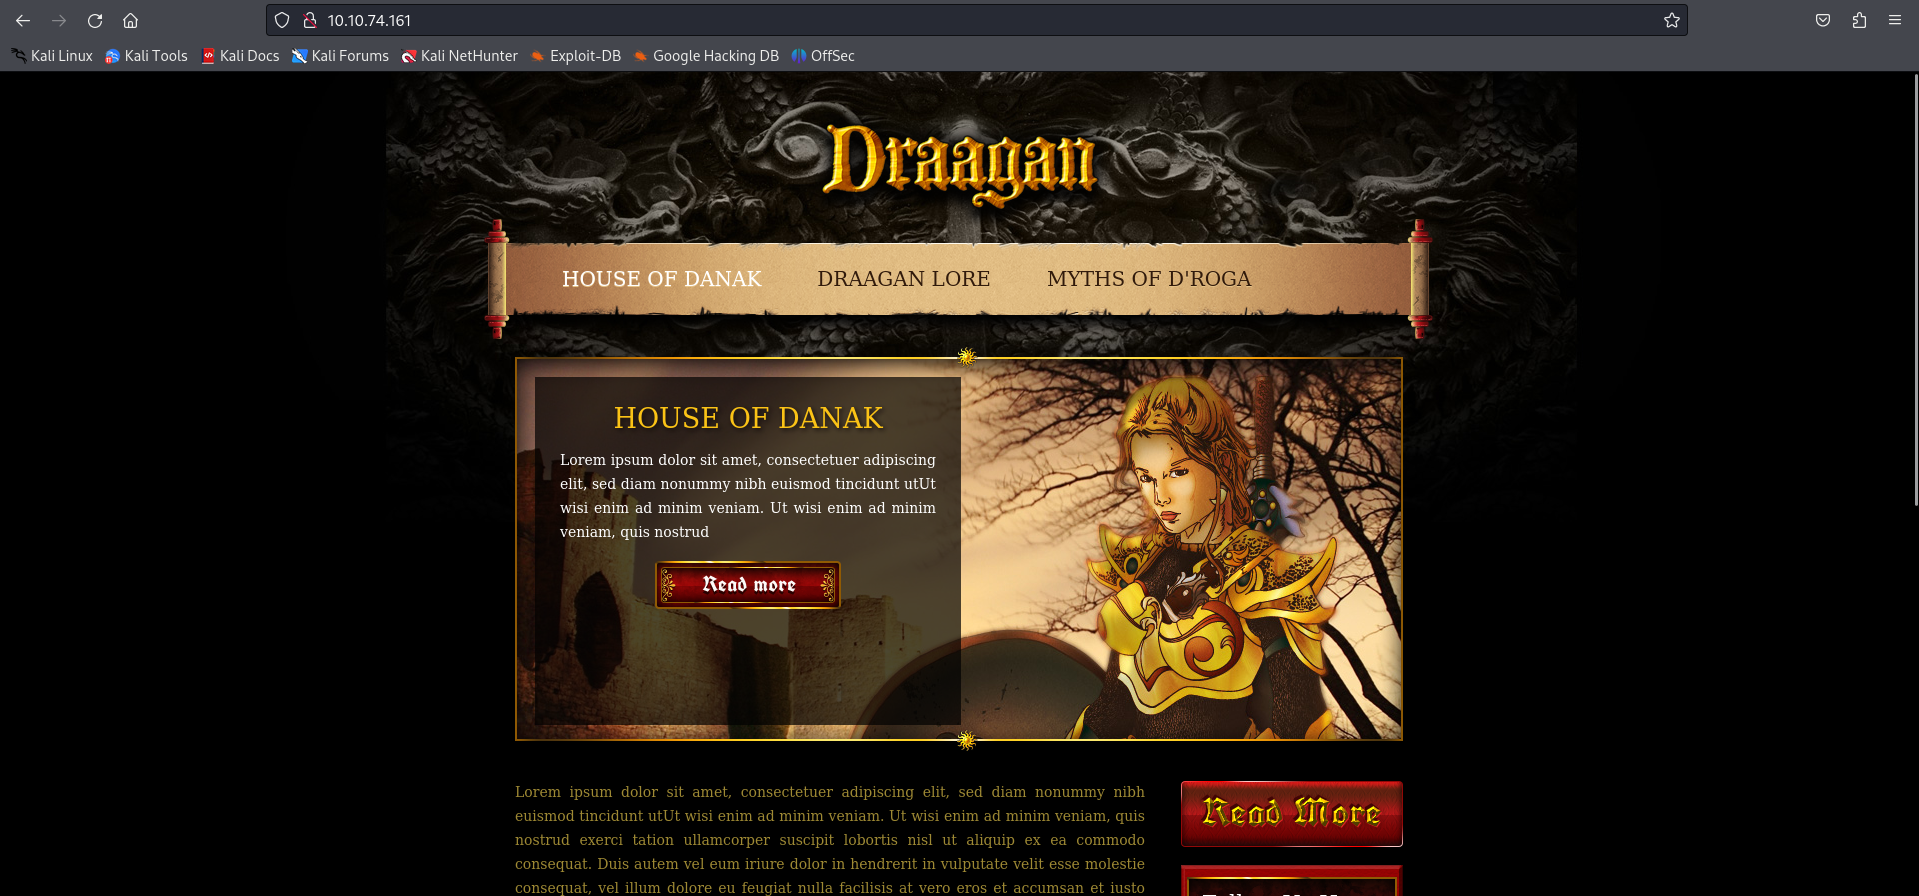 10.10.74.161
Kali Linux Kali Tools Kali Docs Kali Forums Kali NetHunter Exploit-DB Google Hacking DB OffSec
Draagan
HOUSE OF DANAK DRAAGAN LORE MYTHS OF D'ROGA
HOUSE OF DANAK
Lorem ipsum dolor sit amet, consectetuer adipiscing
elit, sed diam nonummy nibh euismod tincidunt utUt
wisi enim ad minim veniam. Ut wisi enim ad minim
veniam, quis nostrud
Read more
Lorem ipsum dolor sit amet, consectetuer adipiscing elit, sed diam nonummy nibh
euismod tincidunt utUt wisi enim ad minim veniam. Ut wisi enim ad minim veniam, quis
nostrud exerci tation ullamcorper suscipit lobortis nisl ut aliquip ex ea commodo
consequat. Duis autem vel eum iriure dolor in hendrerit in vulputate velit esse molestie
consequat, vel illum dolore eu feugiat nulla facilisis at vero eros et accumsan et iusto
Read More